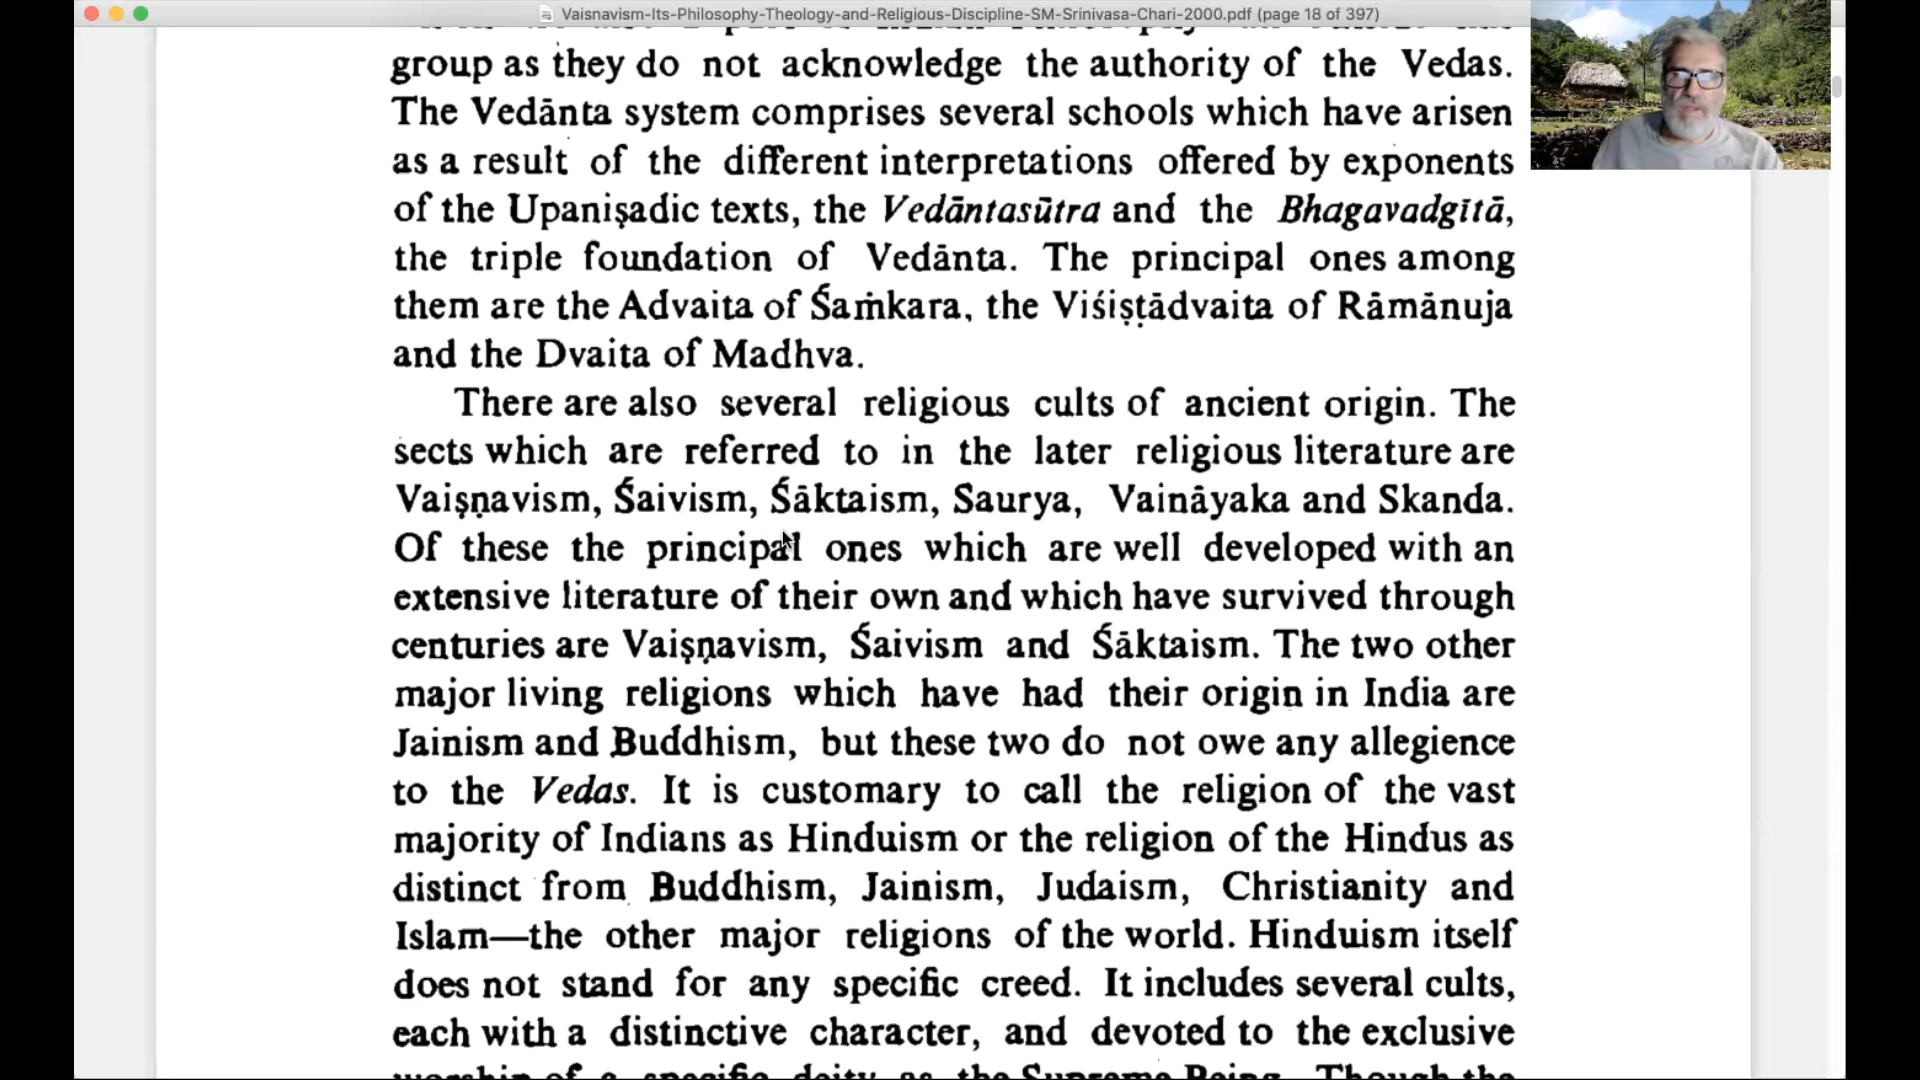 Vaisnavism-Its-Philosophy-Theology-and-Religious-Discipline-SM-Srinivasa-Chari-2000.pdf (page 18 of 397)
group as they do not acknowledge the authority of the Vedas.
The Vedānta system comprises several schools which have arisen
as a result of the different interpretations offered by exponents
of the Upaniṣadic texts, the Vedāntasūtra and the Bhagavadgītā,
the triple foundation of Vedānta. The principal ones among
them are the Advaita of Śaṁkara, the Viśiṣṭādvaita of Rāmānuja
and the Dvaita of Madhva.
There are also several religious cults of ancient origin. The
sects which are referred to in the later religious literature are
Vaiṣṇavism, Śaivism, Śāktaism, Saurya, Vaināyaka and Skanda.
Of these the principal ones which are well developed with an
extensive literature of their own and which have survived through
centuries are Vaiṣṇavism, Śaivism and Śāktaism. The two other
major living religions which have had their origin in India are
Jainism and Buddhism, but these two do not owe any allegience
to the Vedas. It is customary to call the religion of the vast
majority of Indians as Hinduism or the religion of the Hindus as
distinct from Buddhism, Jainism, Judaism, Christianity and
Islam—the other major religions of the world. Hinduism itself
does not stand for any specific creed. It includes several cults,
each with a distinctive character, and devoted to the exclusive
worship of a specific deity as the Supreme Being. Though the